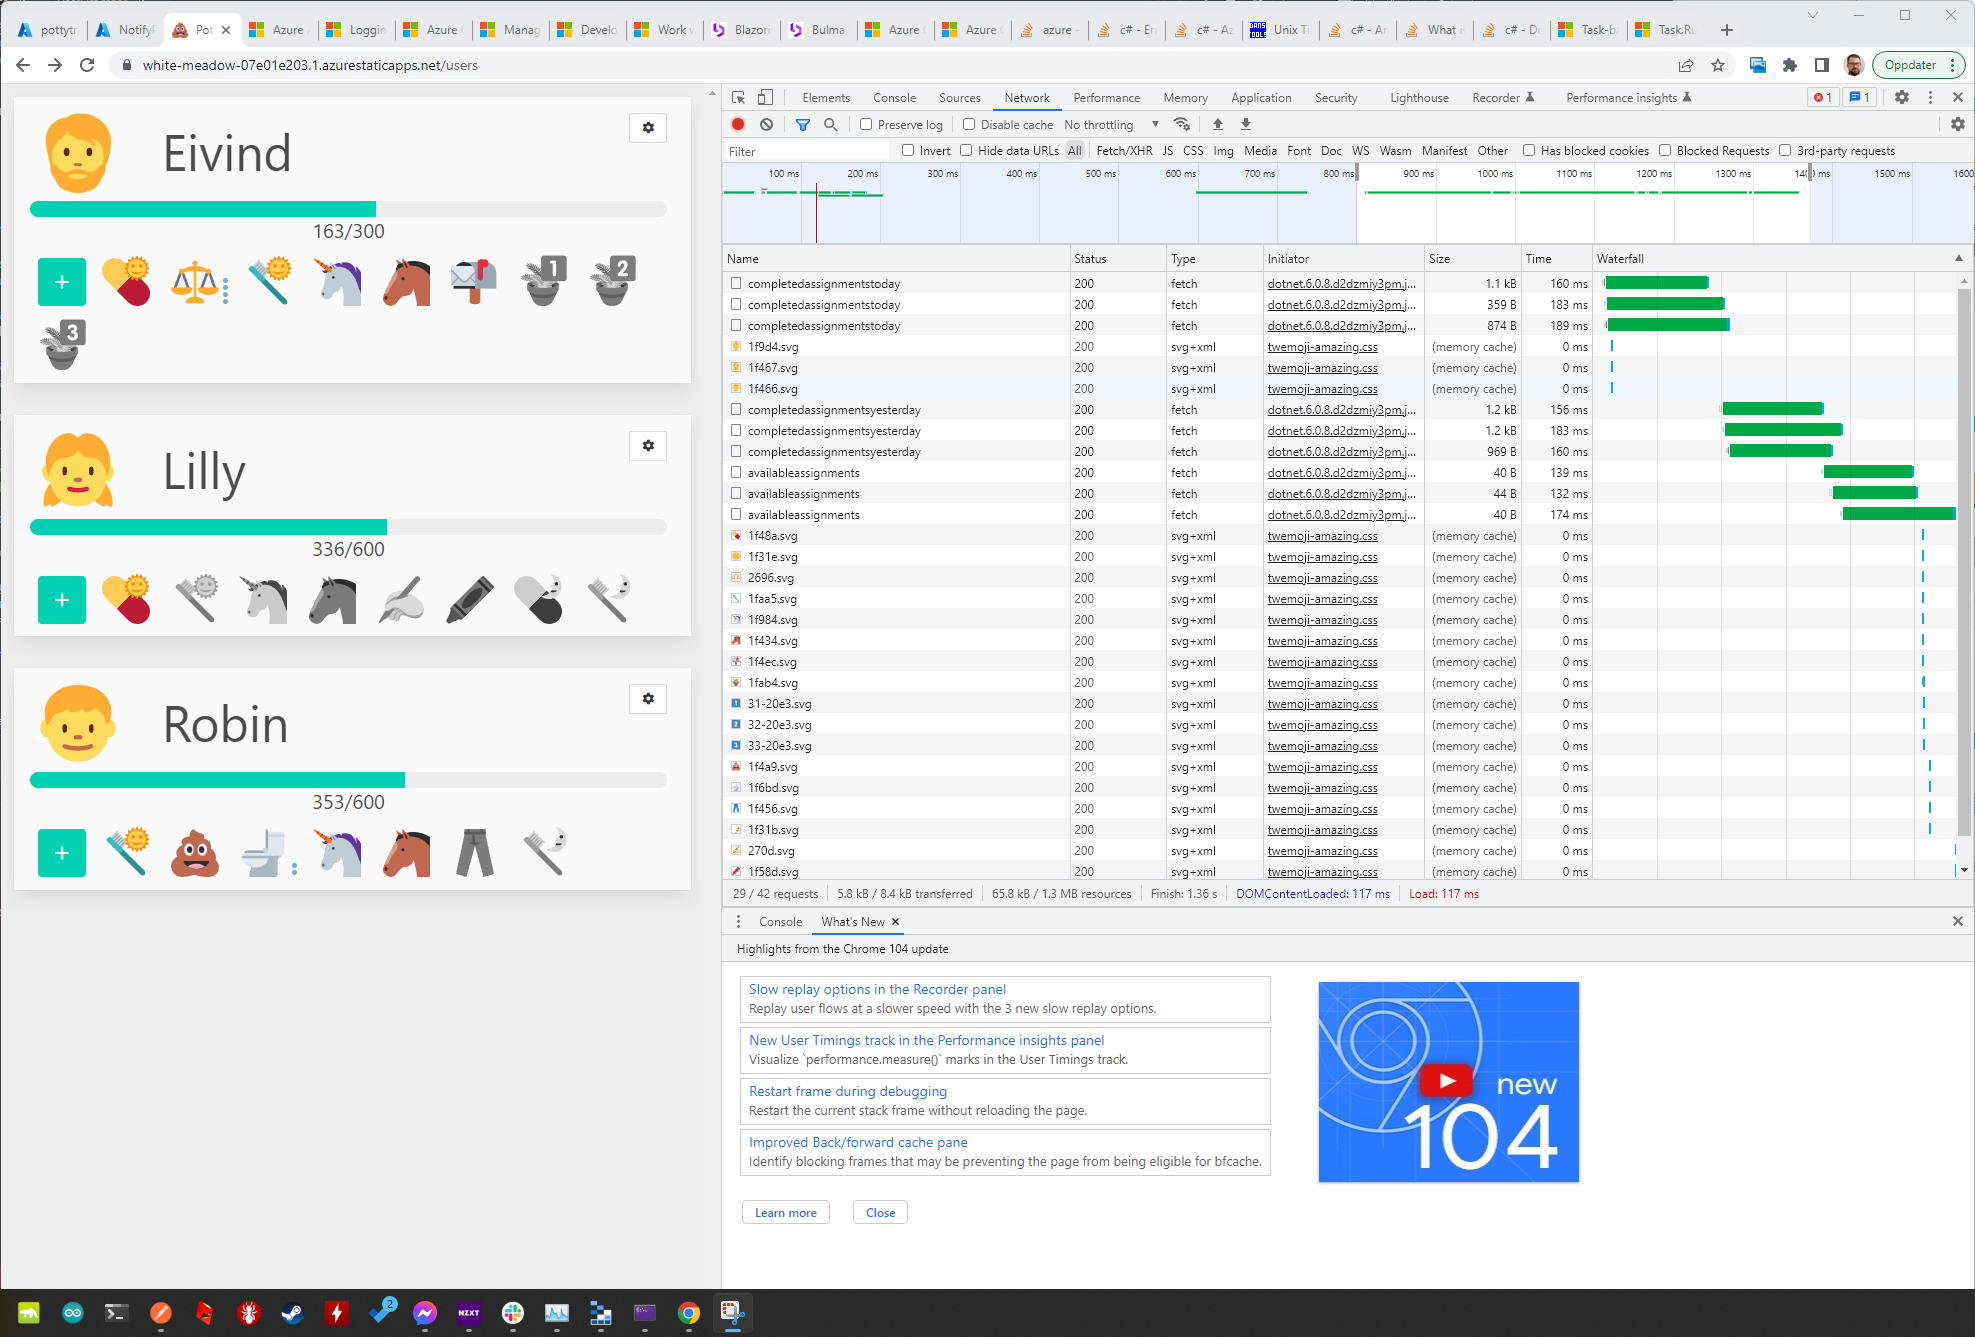 pottytr
NotifyP
Pot
Azure A
Loggin
Azure C
Manag
Develo
Work w
Blazori
Bulma
Azure C
Azure C
azure -
c# - En
c# - Az
Unix Ti
c# - Ar
What is
c# - Do
Task-ba
Task.Ru
white-meadow-07e01e203.1.azurestaticapps.net/users
Oppdater
Eivind
163/300
+
1
2
3
Lilly
336/600
+
Robin
353/600
+
Elements Console Sources Network Performance Memory Application Security Lighthouse Recorder Performance insights 1 1
Preserve log Disable cache No throttling
Filter Invert Hide data URLs All Fetch/XHR JS CSS Img Media Font Doc WS Wasm Manifest Other Has blocked cookies Blocked Requests 3rd-party requests
100 ms 200 ms 300 ms 400 ms 500 ms 600 ms 700 ms 800 ms 900 ms 1000 ms 1100 ms 1200 ms 1300 ms ms 1500 ms 1600
Name Status Type Initiator Size Time Waterfall
completedassignmentstoday 200 fetch dotnet.6.0.8.d2dzmiy3pm.j... 1.1 kB 160 ms
completedassignmentstoday 200 fetch dotnet.6.0.8.d2dzmiy3pm.j... 359 B 183 ms
completedassignmentstoday 200 fetch dotnet.6.0.8.d2dzmiy3pm.j... 874 B 189 ms
1f9d4.svg 200 svg+xml twemoji-amazing.css (memory cache) 0 ms
1f467.svg 200 svg+xml twemoji-amazing.css (memory cache) 0 ms
1f466.svg 200 svg+xml twemoji-amazing.css (memory cache) 0 ms
completedassignmentsyesterday 200 fetch dotnet.6.0.8.d2dzmiy3pm.j... 1.2 kB 156 ms
completedassignmentsyesterday 200 fetch dotnet.6.0.8.d2dzmiy3pm.j... 1.2 kB 183 ms
completedassignmentsyesterday 200 fetch dotnet.6.0.8.d2dzmiy3pm.j... 969 B 160 ms
availableassignments 200 fetch dotnet.6.0.8.d2dzmiy3pm.j... 40 B 139 ms
availableassignments 200 fetch dotnet.6.0.8.d2dzmiy3pm.j... 44 B 132 ms
availableassignments 200 fetch dotnet.6.0.8.d2dzmiy3pm.j... 40 B 174 ms
1f48a.svg 200 svg+xml twemoji-amazing.css (memory cache) 0 ms
1f31e.svg 200 svg+xml twemoji-amazing.css (memory cache) 0 ms
2696.svg 200 svg+xml twemoji-amazing.css (memory cache) 0 ms
1faa5.svg 200 svg+xml twemoji-amazing.css (memory cache) 0 ms
1f984.svg 200 svg+xml twemoji-amazing.css (memory cache) 0 ms
1f434.svg 200 svg+xml twemoji-amazing.css (memory cache) 0 ms
1f4ec.svg 200 svg+xml twemoji-amazing.css (memory cache) 0 ms
1fab4.svg 200 svg+xml twemoji-amazing.css (memory cache) 0 ms
31-20e3.svg 200 svg+xml twemoji-amazing.css (memory cache) 0 ms
32-20e3.svg 200 svg+xml twemoji-amazing.css (memory cache) 0 ms
33-20e3.svg 200 svg+xml twemoji-amazing.css (memory cache) 0 ms
1f4a9.svg 200 svg+xml twemoji-amazing.css (memory cache) 0 ms
1f6bd.svg 200 svg+xml twemoji-amazing.css (memory cache) 0 ms
1f456.svg 200 svg+xml twemoji-amazing.css (memory cache) 0 ms
1f31b.svg 200 svg+xml twemoji-amazing.css (memory cache) 0 ms
270d.svg 200 svg+xml twemoji-amazing.css (memory cache) 0 ms
1f58d.svg 200 svg+xml twemoji-amazing.css (memory cache) 0 ms
29 / 42 requests 5.8 kB / 8.4 kB transferred 65.8 kB / 1.3 MB resources Finish: 1.36 s DOMContentLoaded: 117 ms Load: 117 ms
Console What's New
Highlights from the Chrome 104 update
Slow replay options in the Recorder panel
Replay user flows at a slower speed with the 3 new slow replay options.
New User Timings track in the Performance insights panel
Visualize `performance.measure()` marks in the User Timings track.
Restart frame during debugging
Restart the current stack frame without reloading the page.
Improved Back/forward cache pane
Identify blocking frames that may be preventing the page from being eligible for bfcache.
new
104
Learn more Close
2
NZXT